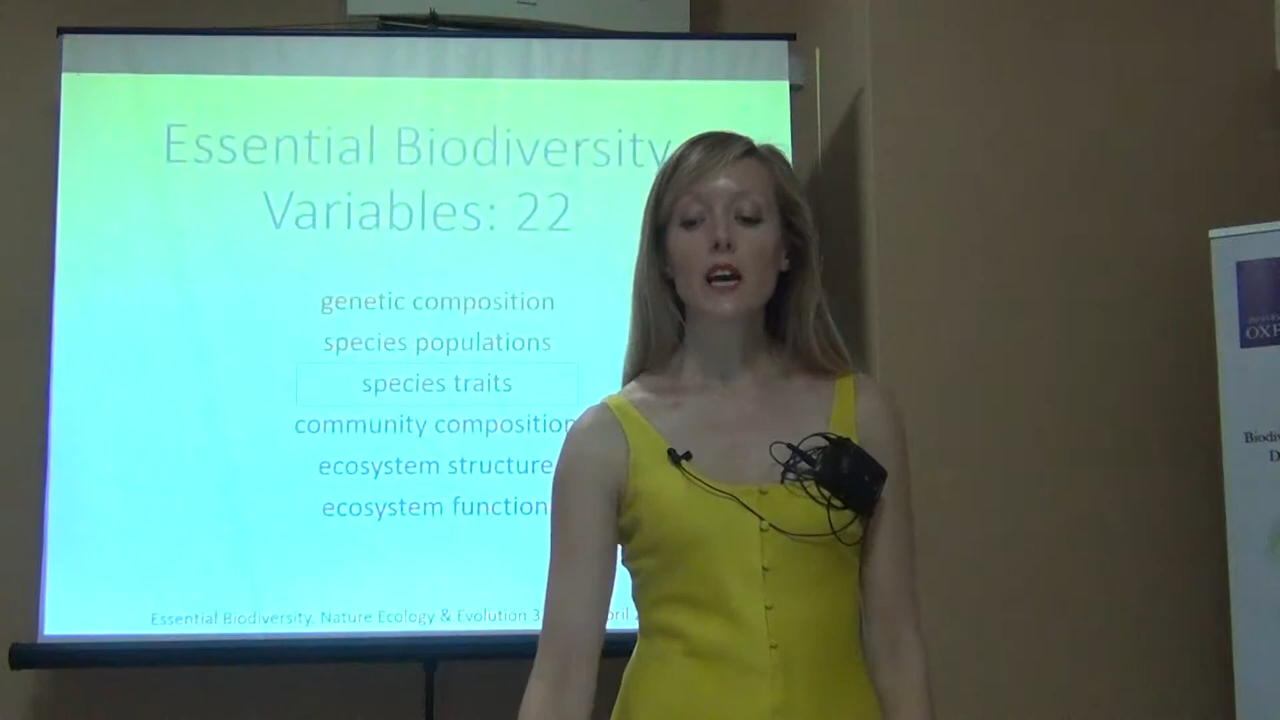 Essential Biodiversity
Variables: 22
genetic composition
species populations
species traits
community composition
ecosystem structure
ecosystem function
Essential Biodiversity. Nature Ecology & Evolution 3